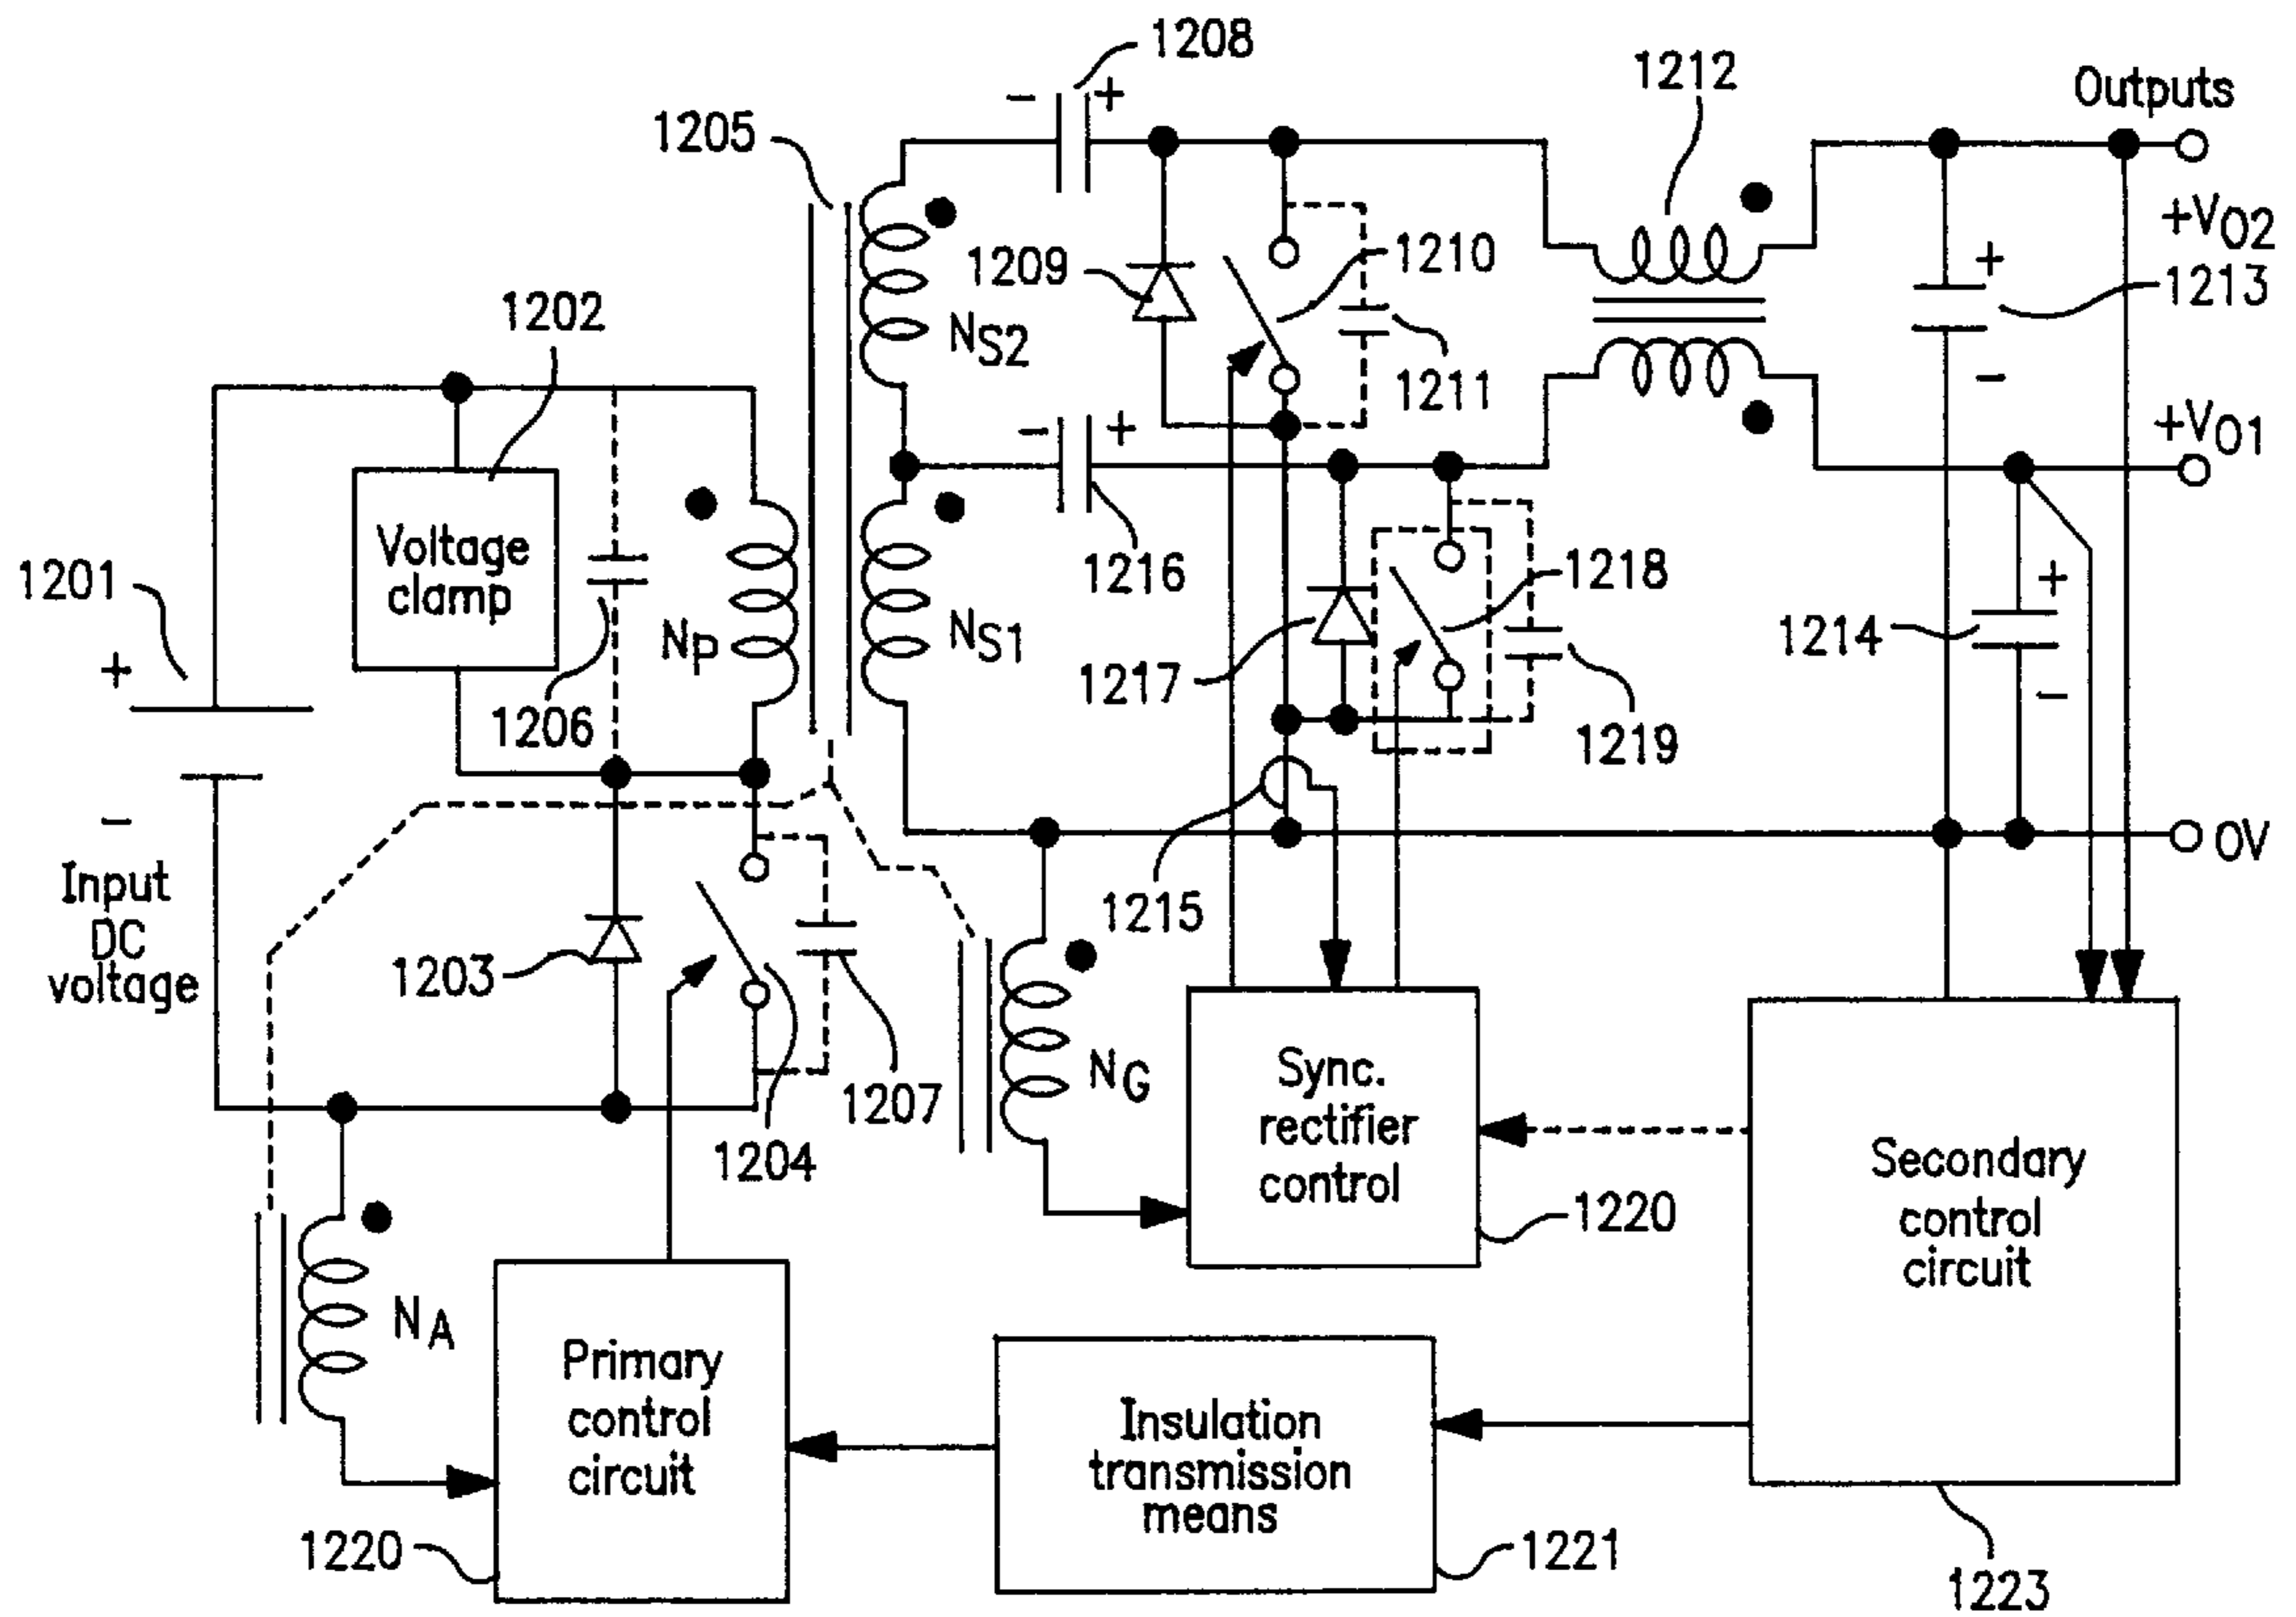 1208
1212
Outputs
1205
+VO2
1209
1210
1213
1202
NS2
1211
+VO1
Voltage
clamp
1216
1218
1201
NP
NS1
1217
1214
1206
1219
0V
Input
DC
voltage
1215
1203
NG
Sync.
rectifier
control
1207
1204
Secondary
control
circuit
1220
NA
Primary
control
circuit
Insulation
transmission
means
1220
1221
1223